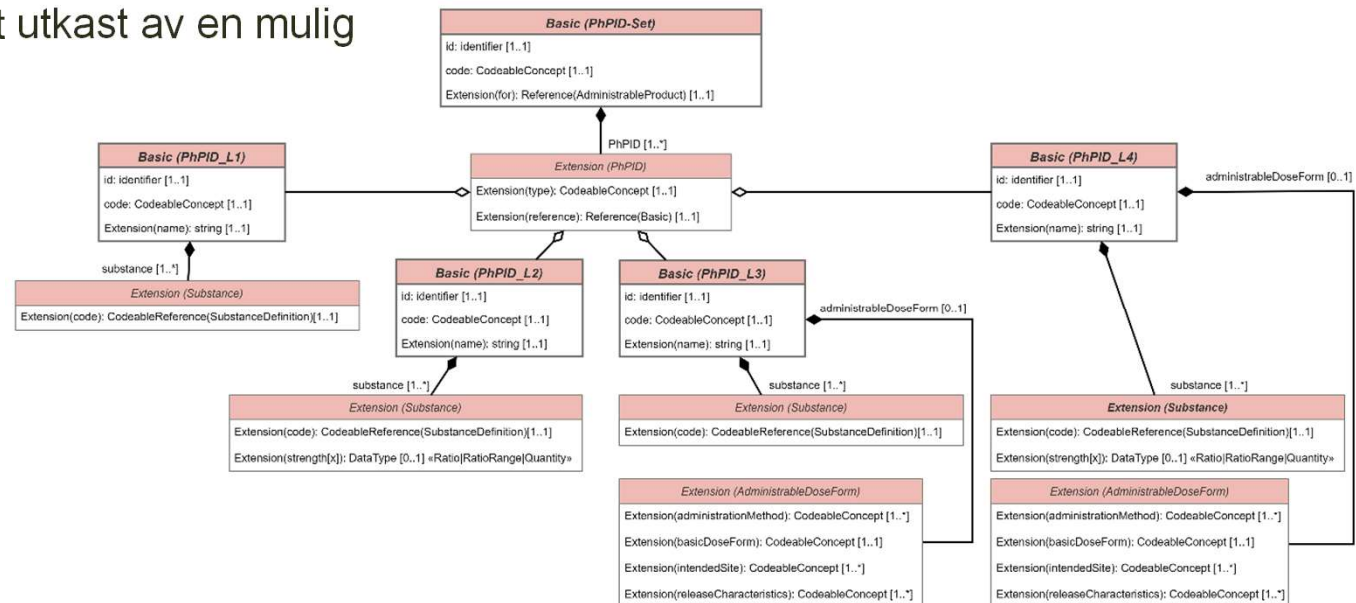 t utkast av en mulig
Basic (PhPID-Set)
id: identifier [1..1]
code: CodeableConcept [1..1]
Extension(for): Reference(AdministrableProduct) [1..1]
PhPID [1..*]
Basic (PhPID_L1)
id: identifier [1..1]
code: CodeableConcept [1..1]
Extension(name): string [1..1]
substance [1..*]
Extension (Substance)
Extension(code): CodeableReference(SubstanceDefinition)[1..1]
Extension (PhPID)
Extension(type): CodeableConcept [1..1]
Extension(reference): Reference(Basic) [1..1]
Basic (PhPID_L4)
id: identifier [1..1]
code: CodeableConcept [1..1]
Extension(name): string [1..1]
administrableDoseForm [0..1]
Basic (PhPID_L2)
id: identifier [1..1]
code: CodeableConcept [1..1]
Extension(name): string [1..1]
substance [1..*]
Extension (Substance)
Extension(code): CodeableReference(SubstanceDefinition)[1..1]
Extension(strength[x]): DataType [0..1] «Ratio|RatioRange|Quantity»
Basic (PhPID_L3)
id: identifier [1..1]
code: CodeableConcept [1..1]
Extension(name): string [1..1]
administrableDoseForm [0..1]
substance [1..*]
Extension (Substance)
Extension(code): CodeableReference(SubstanceDefinition)[1..1]
substance [1..*]
Extension (Substance)
Extension(code): CodeableReference(SubstanceDefinition)[1..1]
Extension(strength[x]): DataType [0..1] «Ratio|RatioRange|Quantity»
Extension (AdministrableDoseForm)
Extension(administrationMethod): CodeableConcept [1..*]
Extension(basicDoseForm): CodeableConcept [1..1]
Extension(intendedSite): CodeableConcept [1..*]
Extension(releaseCharacteristics): CodeableConcept [1..*]
Extension (AdministrableDoseForm)
Extension(administrationMethod): CodeableConcept [1..*]
Extension(basicDoseForm): CodeableConcept [1..1]
Extension(intendedSite): CodeableConcept [1..*]
Extension(releaseCharacteristics): CodeableConcept [1..*]